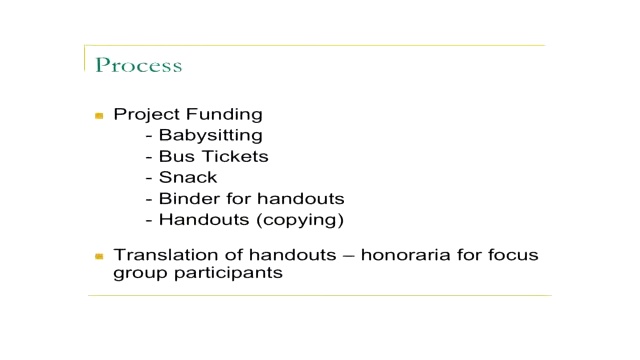 Process
Project Funding
- Babysitting
- Bus Tickets
- Snack
- Binder for handouts
- Handouts (copying)
Translation of handouts – honoraria for focus
group participants